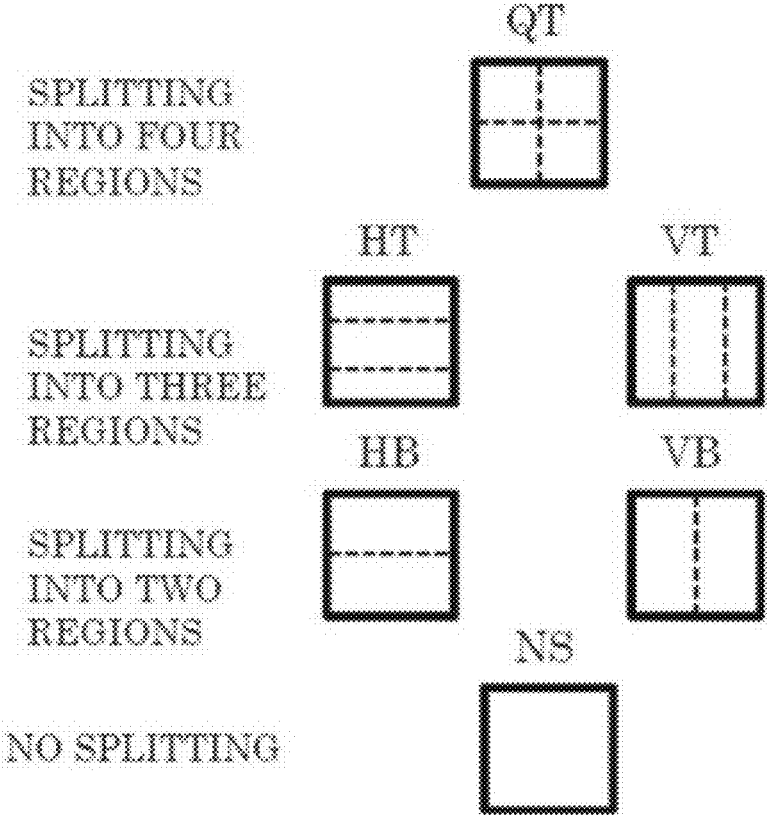 QT
SPLITTING
INTO FOUR
REGIONS
HT VT
SPLITTING
INTO THREE
REGIONS
HB VB
SPLITTING
INTO TWO
REGIONS
NS
NO SPLITTING